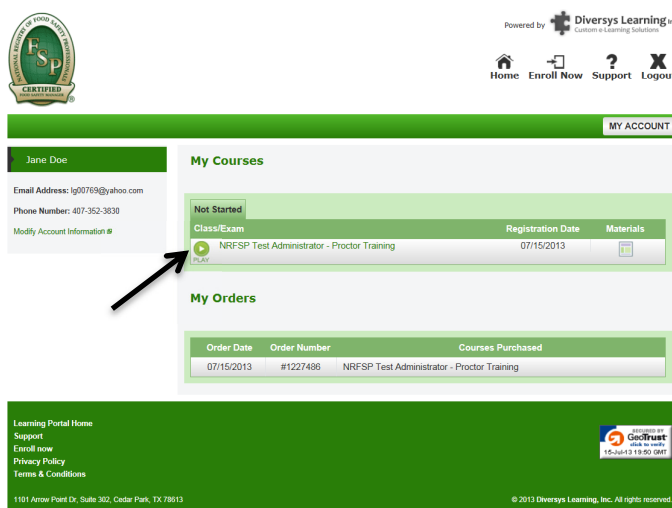 NATIONAL REGISTRY OF FOOD SAFETY PROFESSIONALS
FSP
CERTIFIED
FOOD SAFETY MANAGER
Powered by Diversys Learning In
Custom e-Learning Solutions
Home Enroll Now Support Logou
MY ACCOUNT
Jane Doe
Email Address: lg00769@yahoo.com
Phone Number: 407-352-3830
Modify Account Information
My Courses
Not Started
Class/Exam Registration Date Materials
PLAY NRFSP Test Administrator - Proctor Training 07/15/2013
My Orders
Order Date Order Number Courses Purchased
07/15/2013 #1227486 NRFSP Test Administrator - Proctor Training
Learning Portal Home
Support
Enroll now
Privacy Policy
Terms & Conditions
SECURED BY
GeoTrust
click to verify
15-Jul-13 19:50 GMT
1101 Arrow Point Dr, Suite 302, Cedar Park, TX 78613
© 2013 Diversys Learning, Inc. All rights reserved.